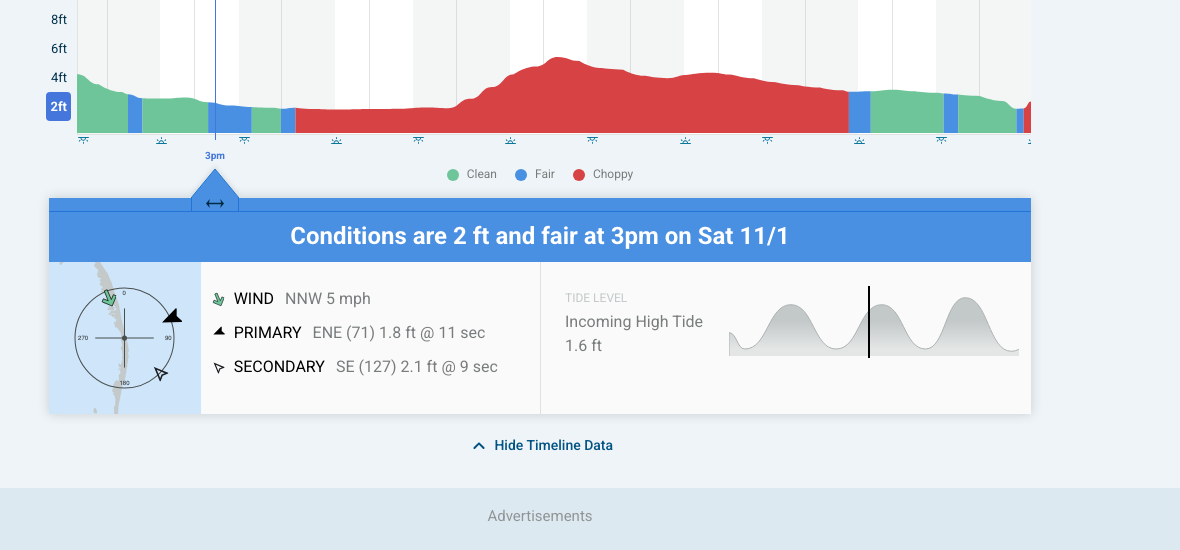 8ft
6ft
4ft
2ft
3pm
Clean Fair Choppy
Conditions are 2 ft and fair at 3pm on Sat 11/1
0
270
90
180
WIND NNW 5 mph
PRIMARY ENE (71) 1.8 ft @ 11 sec
SECONDARY SE (127) 2.1 ft @ 9 sec
TIDE LEVEL
Incoming High Tide
1.6 ft
Hide Timeline Data
Advertisements